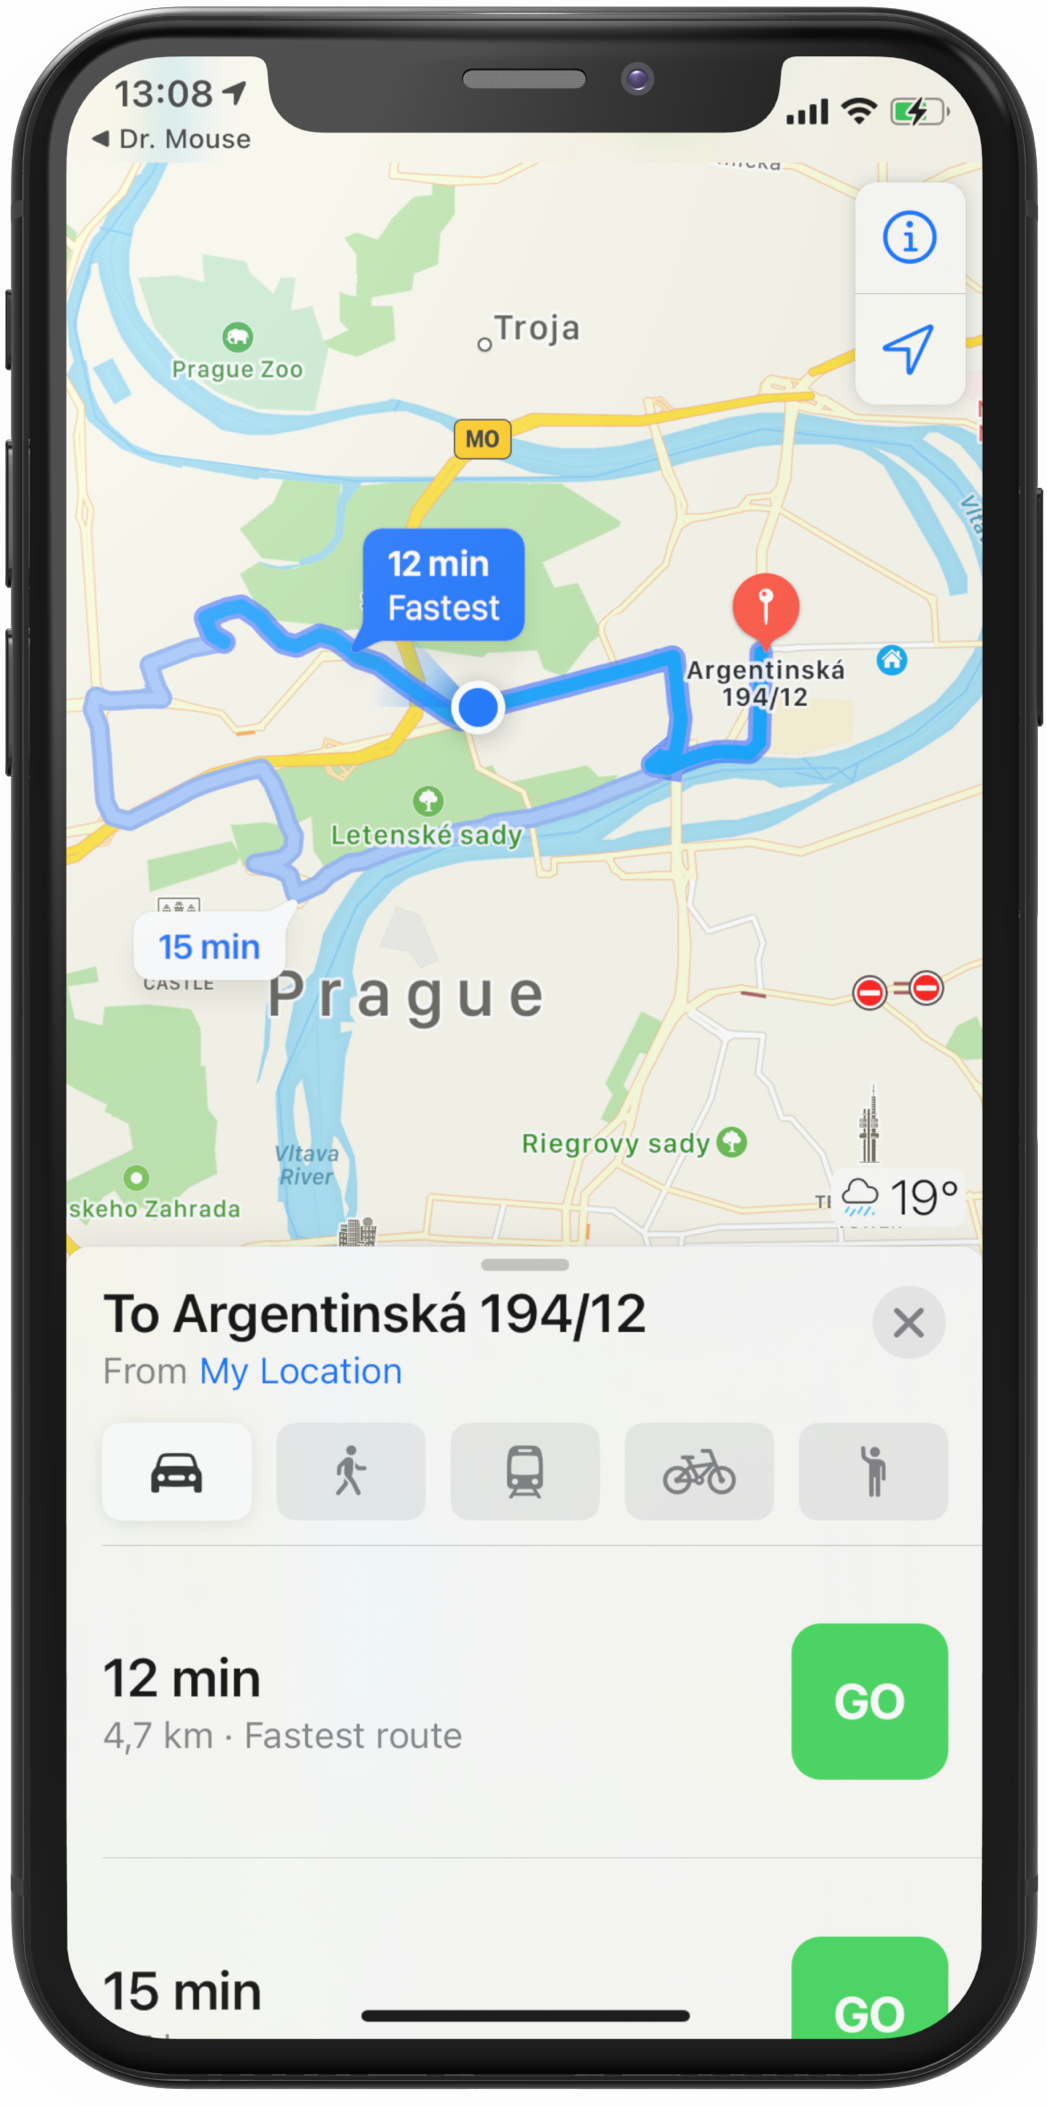 13:08
Dr. Mouse
Troja
Prague Zoo
MO
12 min
Fastest
Argentinská
194/12
Letenské sady
15 min
CASTLE
Prague
Riegrovy sady
Vltava
River
skeho Zahrada
19°
To Argentinská 194/12
From My Location
12 min
4,7 km · Fastest route
GO
15 min
GO